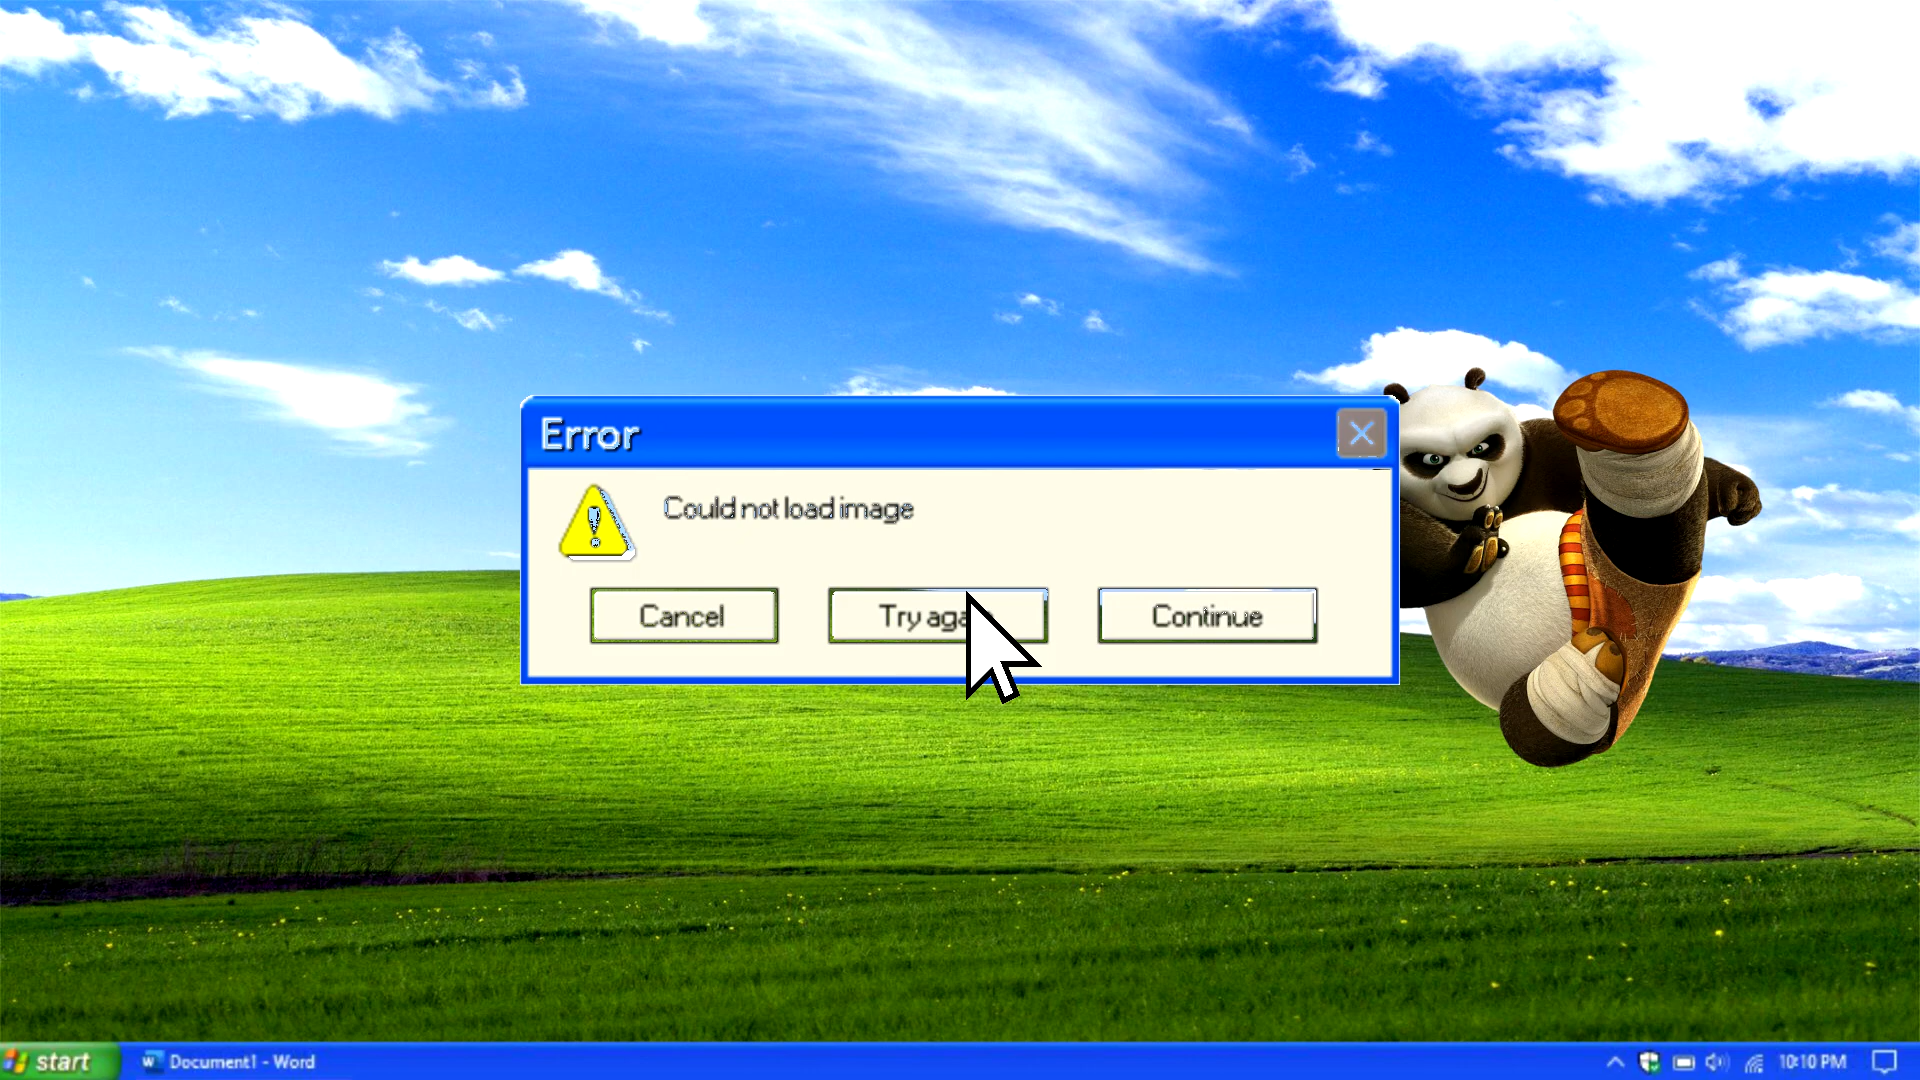 Error
Could not load image
Cancel
Try aga
Continue
start
Document1 - Word
10:10 PM